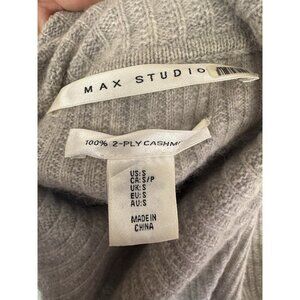 MAX STUDIO
100% 2-PLY CASHM
US:S
CA:S/P
UK:S
EU:S
AU:S
MADE IN
CHINA